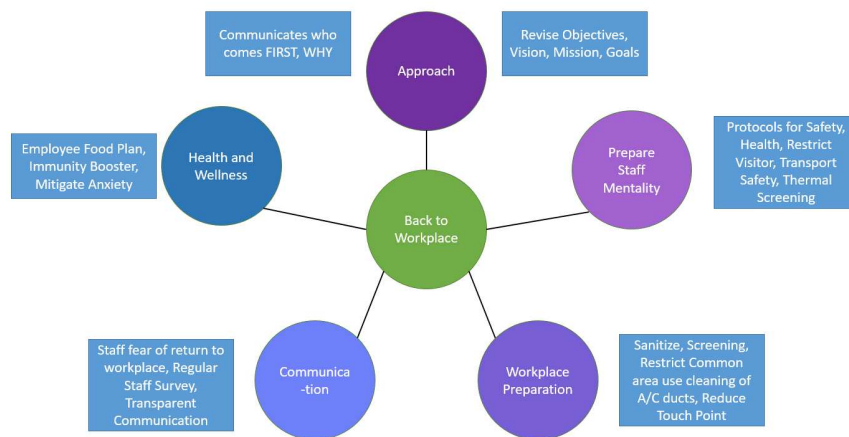 Communicates who
comes FIRST, WHY
Approach
Revise Objectives,
Vision, Mission, Goals
Employee Food Plan,
Immunity Booster,
Mitigate Anxiety
Health and
Wellness
Prepare
Staff
Mentality
Protocols for Safety,
Health, Restrict
Visitor, Transport
Safety, Thermal
Screening
Back to
Workplace
Staff fear of return to
workplace, Regular
Staff Survey,
Transparent
Communication
Communica
-tion
Workplace
Preparation
Sanitize, Screening,
Restrict Common
area use cleaning of
A/C ducts, Reduce
Touch Point